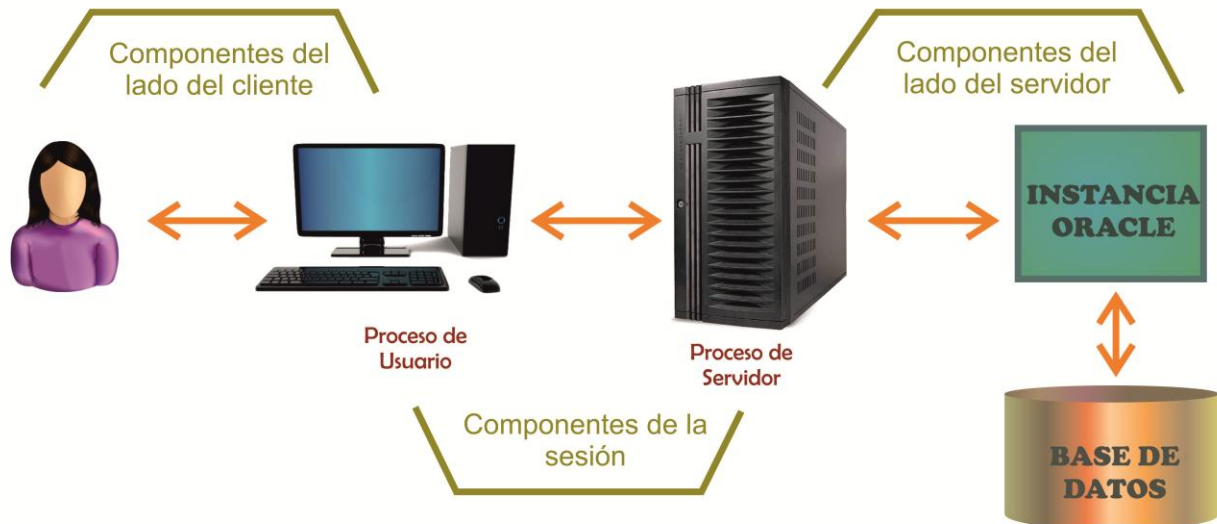 Componentes del
lado del cliente
Componentes del
lado del servidor
INSTANCIA
ORACLE
Proceso de
Usuario
Proceso de
Servidor
Componentes de la
sesión
BASE DE
DATOS